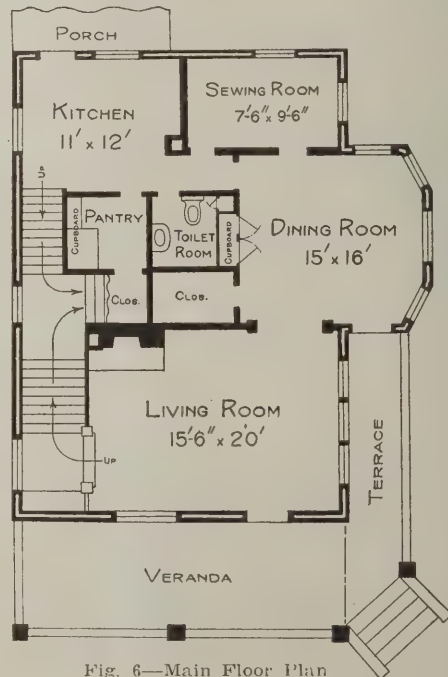 PORCH
SEWING ROOM
7'-6" x 9'-6"
KITCHEN
11' x 12'
UP
PANTRY
CUPBOARD
TOILET
ROOM
CUPBOARD
DINING ROOM
15' x 16'
CLOS.
CLOS.
LIVING ROOM
15'-6" x 20'
UP
TERRACE
VERANDA
Fig. 6—Main Floor Plan